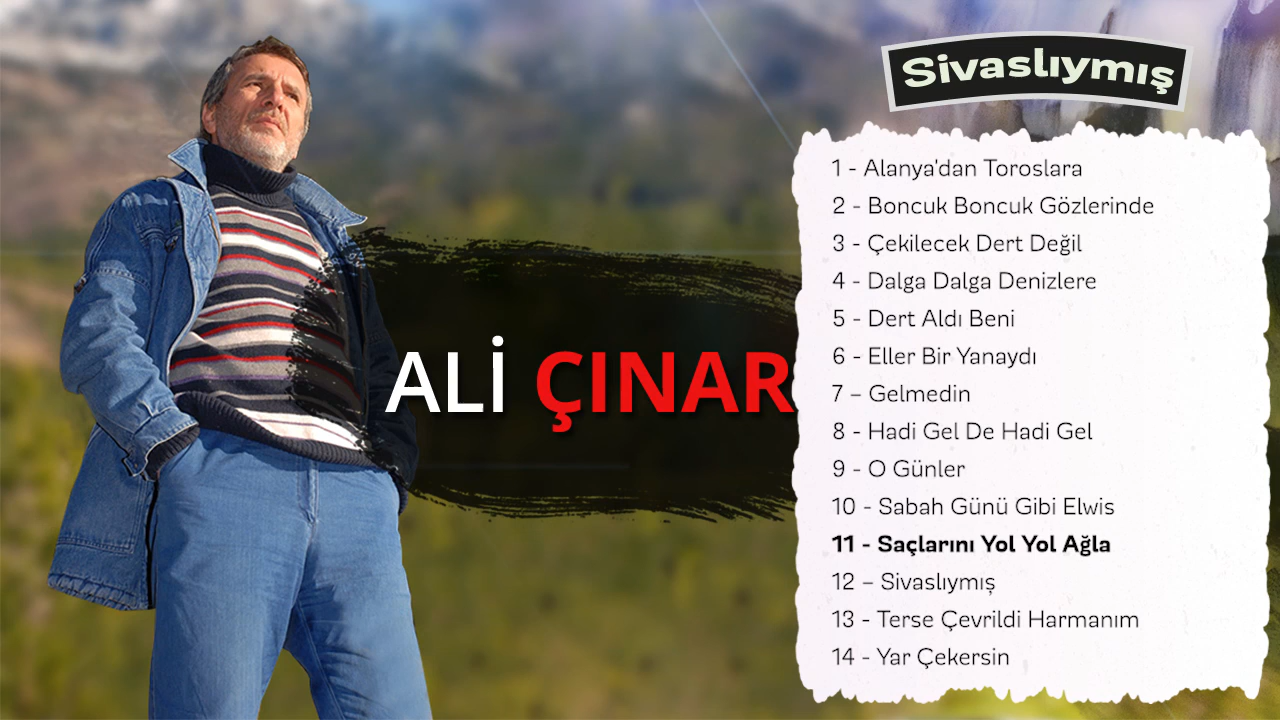 Sivaslıymış
ALİ ÇINAR
1 - Alanya'dan Toroslara
2 - Boncuk Boncuk Gözlerinde
3 - Çekilecek Dert Değil
4 - Dalga Dalga Denizlere
5 - Dert Aldı Beni
6 - Eller Bir Yanaydı
7 – Gelmedin
8 - Hadi Gel De Hadi Gel
9 - O Günler
10 - Sabah Günü Gibi Elwis
11 - Saçlarını Yol Yol Ağla
12 – Sivaslıymış
13 - Terse Çevrildi Harmanım
14 - Yar Çekersin